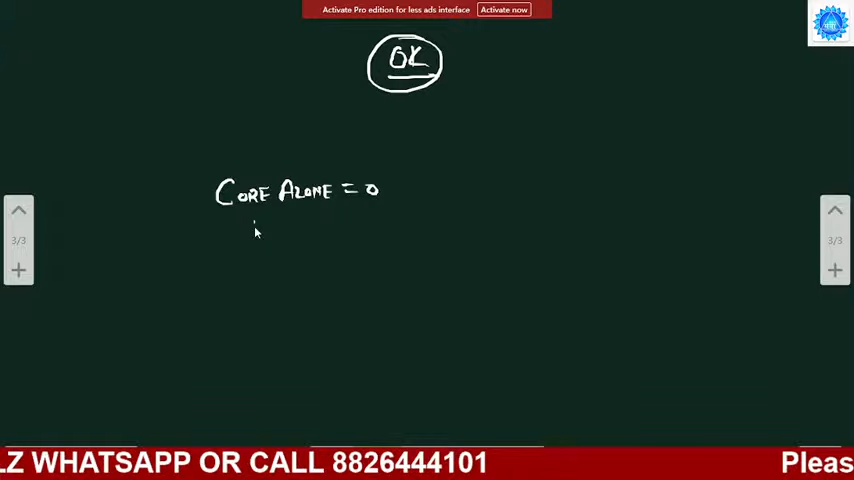 Activate Pro edition for less ads interface Activate now
OK
CORE ALONE = 0
3/3
3/3
LZ WHATSAPP OR CALL 8826444101 Pleas